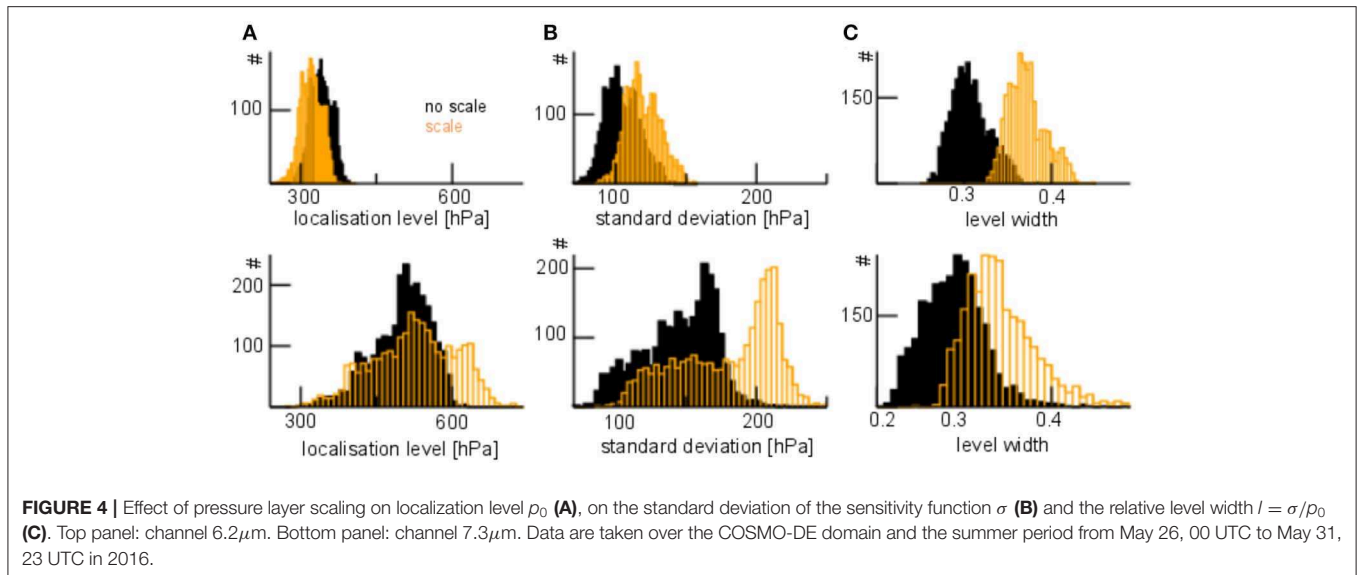 A
B
C
#
#
#
100
no scale
scale
100
150
300
600
100
200
0.3
0.4
localisation level [hPa]
standard deviation [hPa]
level width
#
#
#
200
100
200
100
150
300
600
100
200
0.2
0.3
0.4
localisation level [hPa]
standard deviation [hPa]
level width
FIGURE 4 | Effect of pressure layer scaling on localization level p₀ (A), on the standard deviation of the sensitivity function σ (B) and the relative level width l = σ/p₀
(C). Top panel: channel 6.2μm. Bottom panel: channel 7.3μm. Data are taken over the COSMO-DE domain and the summer period from May 26, 00 UTC to May 31,
23 UTC in 2016.